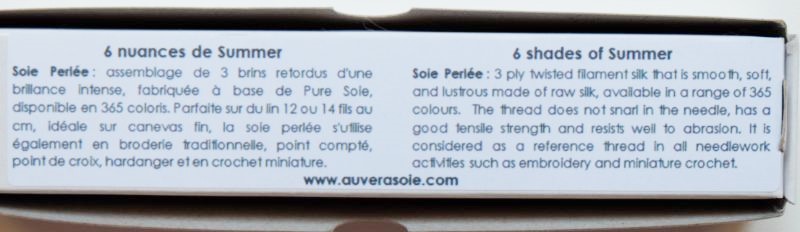 6 nuances de Summer
Soie Perlée : assemblage de 3 brins retordus d'une
brillance intense, fabriquée à base de Pure Soie,
disponible en 365 coloris. Parfaite sur du lin 12 ou 14 fils au
cm, idéale sur canevas fin, la soie perlée s'utilise
également en broderie traditionnelle, point compté,
point de croix, hardanger et en crochet miniature.
6 shades of Summer
Soie Perlée : 3 ply twisted filament silk that is smooth, soft,
and lustrous made of raw silk, available in a range of 365
colours. The thread does not snarl in the needle, has a
good tensile strength and resists well to abrasion. It is
considered as a reference thread in all needlework
activities such as embroidery and miniature crochet.
www.auverasoie.com